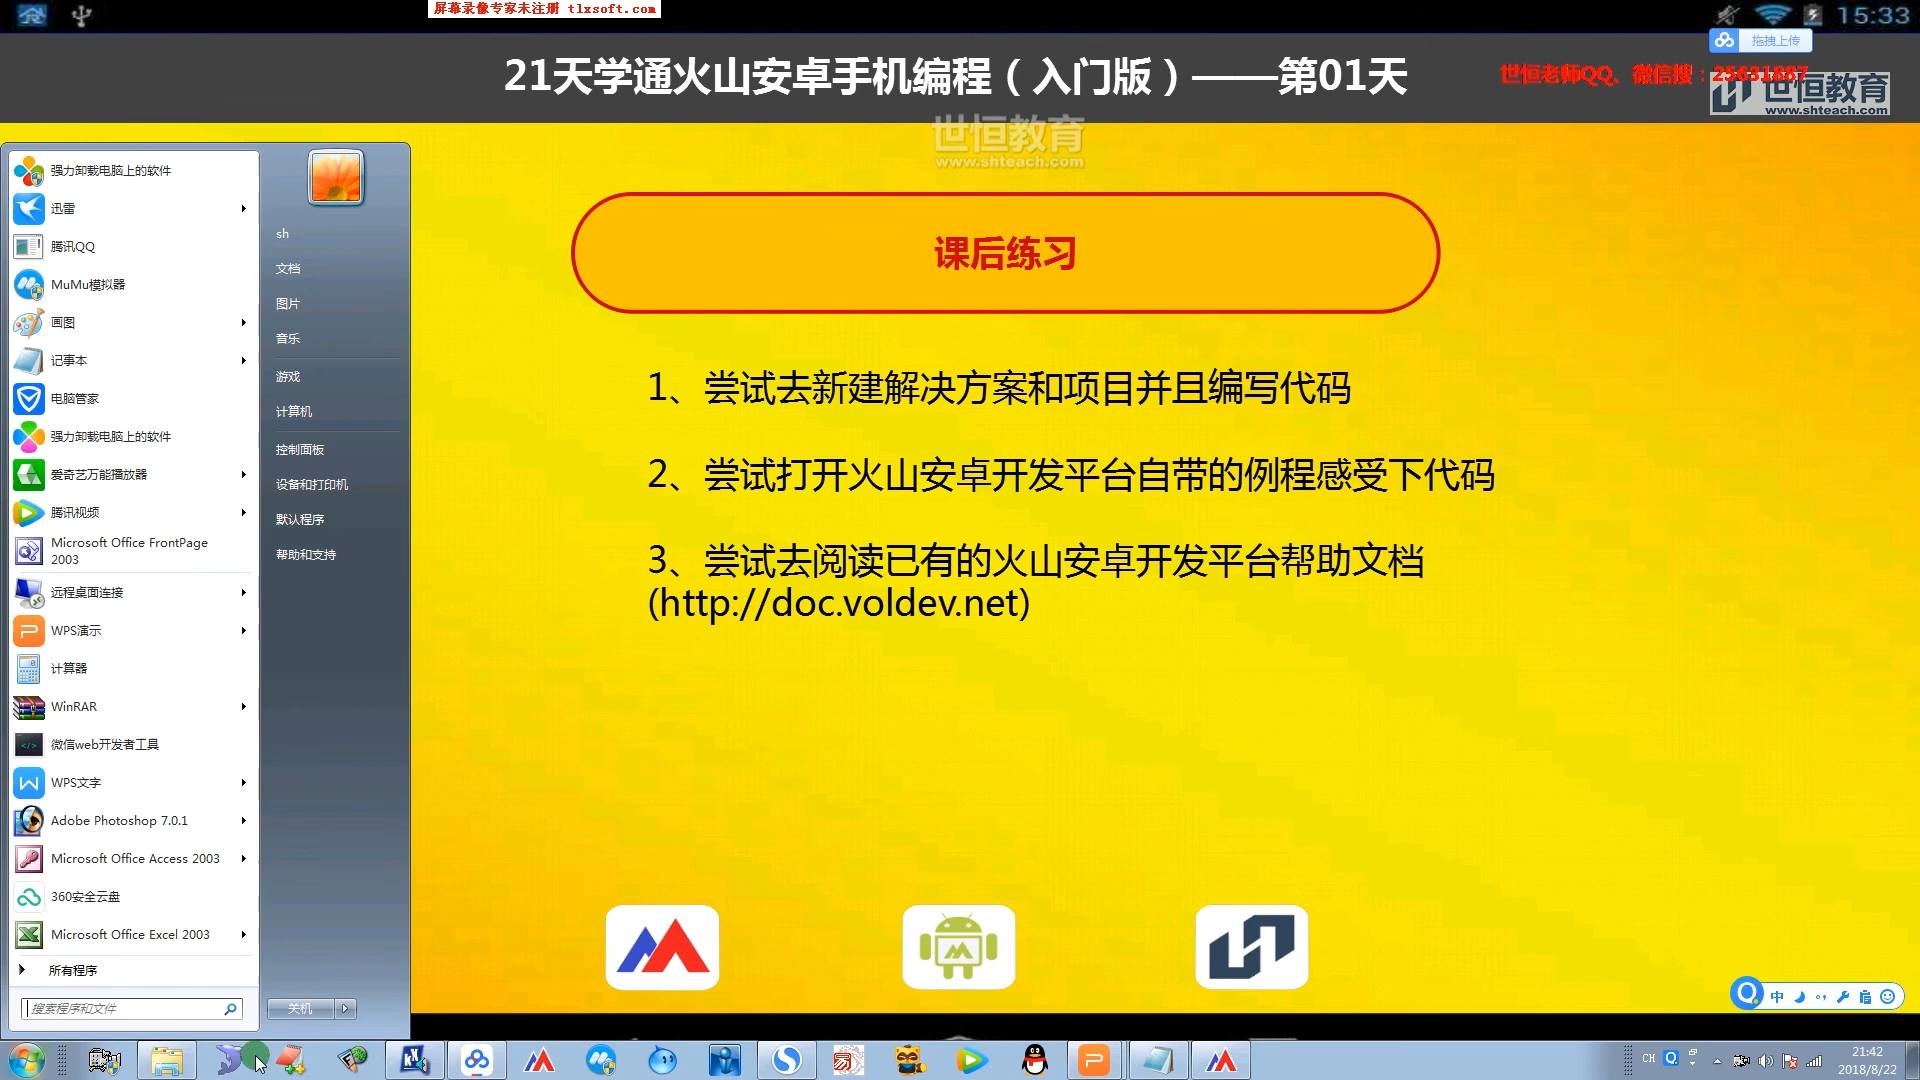 屏幕录像专家未注册 tlxsoft.com
15:33
拖拽上传
21天学通火山安卓手机编程（入门版）——第01天
世恒老师QQ、微信搜：25631887
世恒教育
www.shteach.com
世恒教育
www.shteach.com
课后练习
1、尝试去新建解决方案和项目并且编写代码
2、尝试打开火山安卓开发平台自带的例程感受下代码
3、尝试去阅读已有的火山安卓开发平台帮助文档
(http://doc.voldev.net)
强力卸载电脑上的软件
迅雷
腾讯QQ
MuMu模拟器
画图
记事本
电脑管家
强力卸载电脑上的软件
爱奇艺万能播放器
腾讯视频
Microsoft Office FrontPage
2003
远程桌面连接
WPS演示
计算器
WinRAR
微信web开发者工具
WPS文字
Adobe Photoshop 7.0.1
Microsoft Office Access 2003
360安全云盘
Microsoft Office Excel 2003
所有程序
搜索程序和文件
sh
文档
图片
音乐
游戏
计算机
控制面板
设备和打印机
默认程序
帮助和支持
关机
中
CH
21:42
2018/8/22